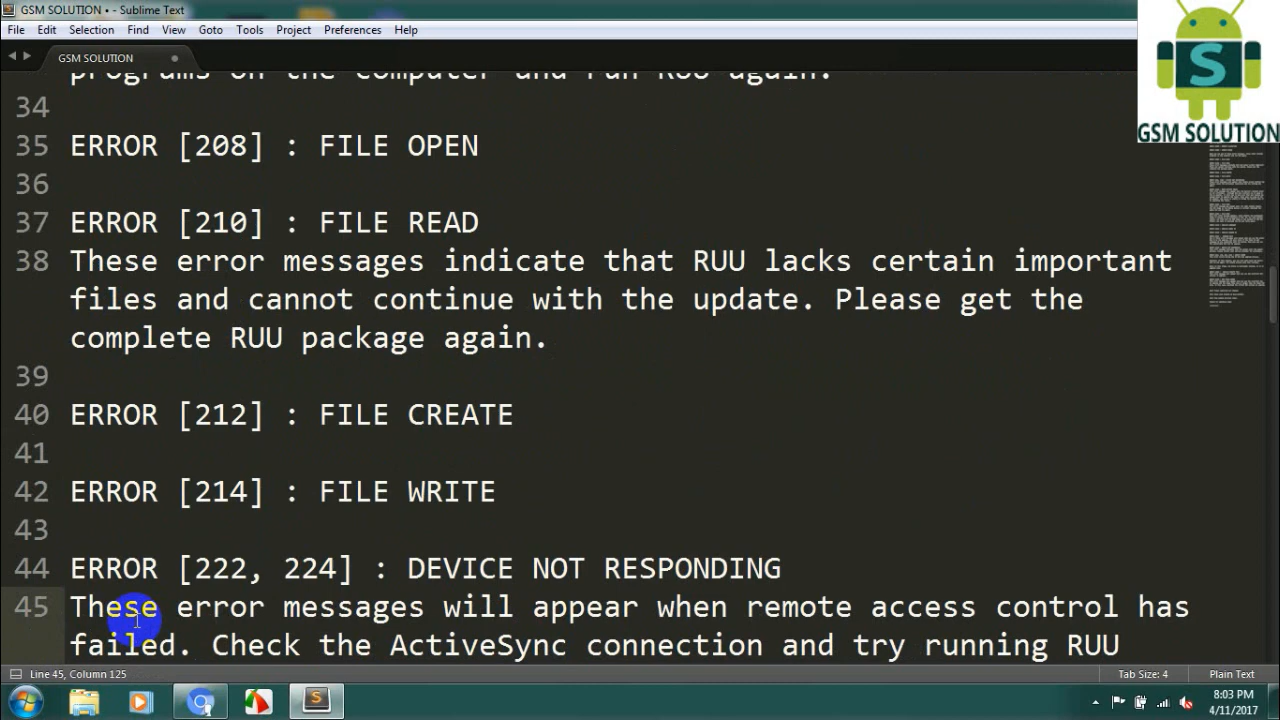 GSM SOLUTION • - Sublime Text
File Edit Selection Find View Goto Tools Project Preferences Help
GSM SOLUTION
programs on the computer and run RUU again.
34
35 ERROR [208] : FILE OPEN
36
37 ERROR [210] : FILE READ
38 These error messages indicate that RUU lacks certain important
files and cannot continue with the update. Please get the
complete RUU package again.
39
40 ERROR [212] : FILE CREATE
41
42 ERROR [214] : FILE WRITE
43
44 ERROR [222, 224] : DEVICE NOT RESPONDING
45 These error messages will appear when remote access control has
failed. Check the ActiveSync connection and try running RUU
S
GSM SOLUTION
Line 45, Column 125
Tab Size: 4
Plain Text
8:03 PM
4/11/2017